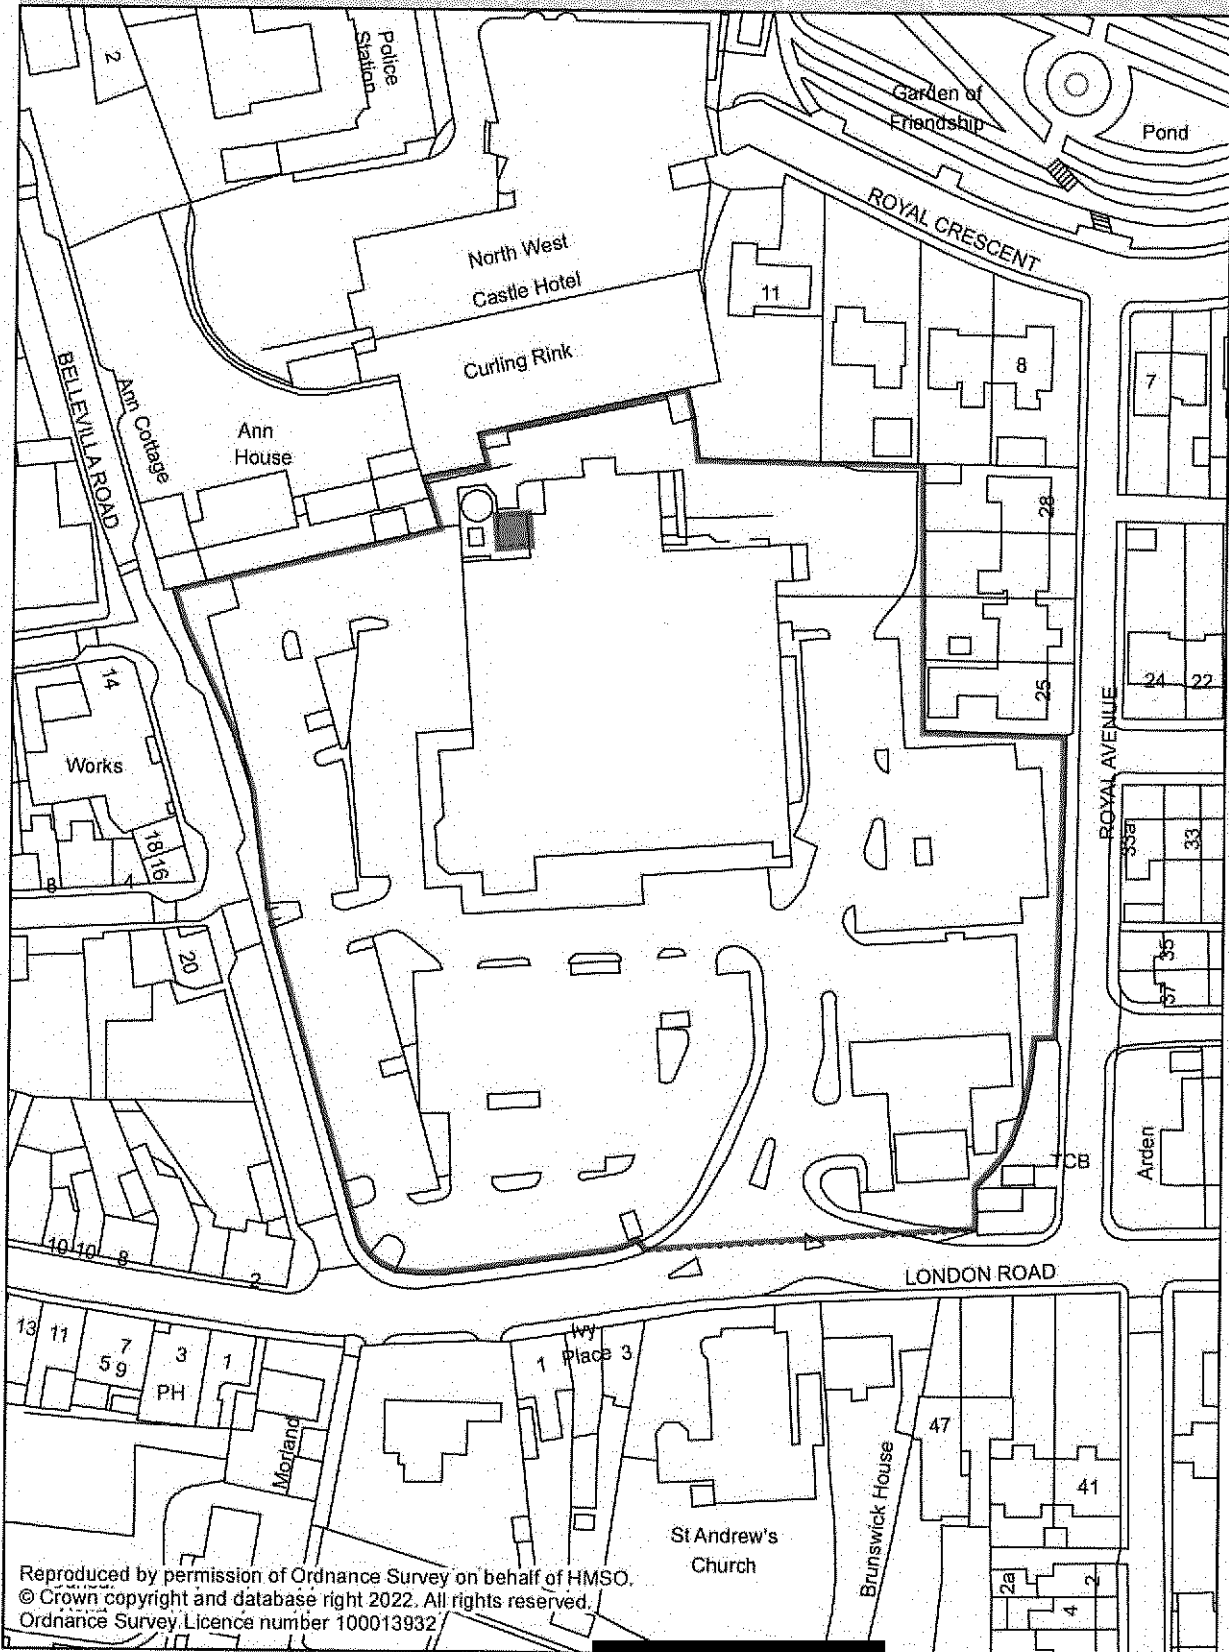 2
Police
Station
Garden of
Friendship
Pond
ROYAL CRESCENT
North West
Castle Hotel
11
Curling Rink
8
7
BELLEVILLA ROAD
Ann Cottage
Ann
House
28
14
25
24
22
ROYAL AVENUE
Works
18
16
33a
33
8
4
20
35
37
TCB
Arden
10
10
8
2
LONDON ROAD
13
11
7
5
9
3
1
PH
Ivy
Place
1
3
Morland
47
41
Brunswick House
St Andrew's
Church
2a
2
4
Reproduced by permission of Ordnance Survey on behalf of HMSO.
© Crown copyright and database right 2022. All rights reserved.
Ordnance Survey Licence number 100013932